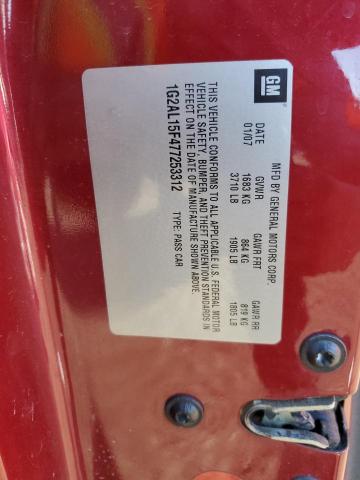 GM
MFD BY GENERAL MOTORS CORP.
DATE GVWR GAWR FRT GAWR RR
01/07 1683 KG 864 KG 819 KG
3710 LB 1905 LB 1805 LB
THIS VEHICLE CONFORMS TO ALL APPLICABLE U.S. FEDERAL MOTOR
VEHICLE SAFETY, BUMPER, AND THEFT PREVENTION STANDARDS IN
EFFECT ON THE DATE OF MANUFACTURE SHOWN ABOVE.
1G2AL15F477253312 TYPE: PASS CAR